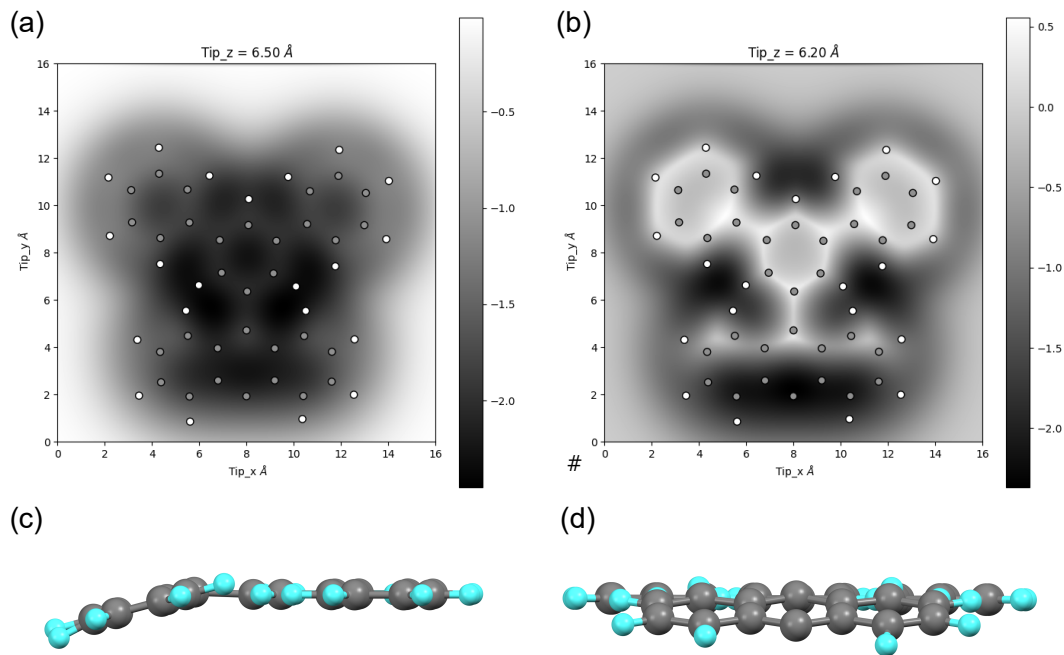 (a)
(b)
Tip_z = 6.50 Å
Tip_z = 6.20 Å
16
14
12
10
8
6
4
2
0
Tip_y Å
0 2 4 6 8 10 12 14 16
Tip_x Å
−0.5
−1.0
−1.5
−2.0
16
14
12
10
8
6
4
2
0
Tip_y Å
0 2 4 6 8 10 12 14 16
Tip_x Å
#
0.5
0.0
−0.5
−1.0
−1.5
−2.0
(c)
(d)